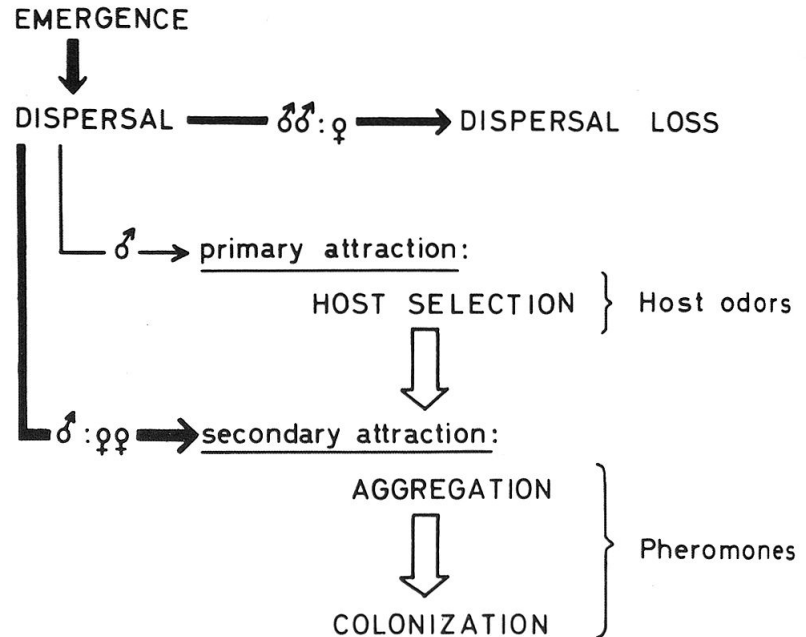 EMERGENCE
DISPERSAL ♂♂:♀ DISPERSAL LOSS
♂ primary attraction:
HOST SELECTION } Host odors
♂:♀♀ secondary attraction:
AGGREGATION
Pheromones
COLONIZATION